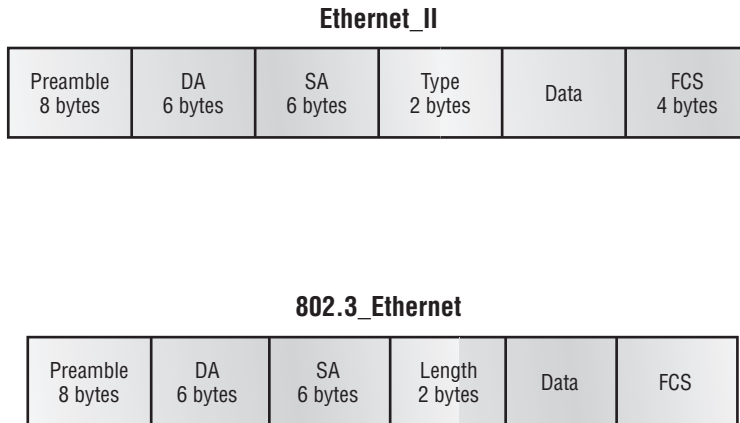 Ethernet_II
Preamble
8 bytes
DA
6 bytes
SA
6 bytes
Type
2 bytes
Data
FCS
4 bytes
802.3_Ethernet
Preamble
8 bytes
DA
6 bytes
SA
6 bytes
Length
2 bytes
Data
FCS